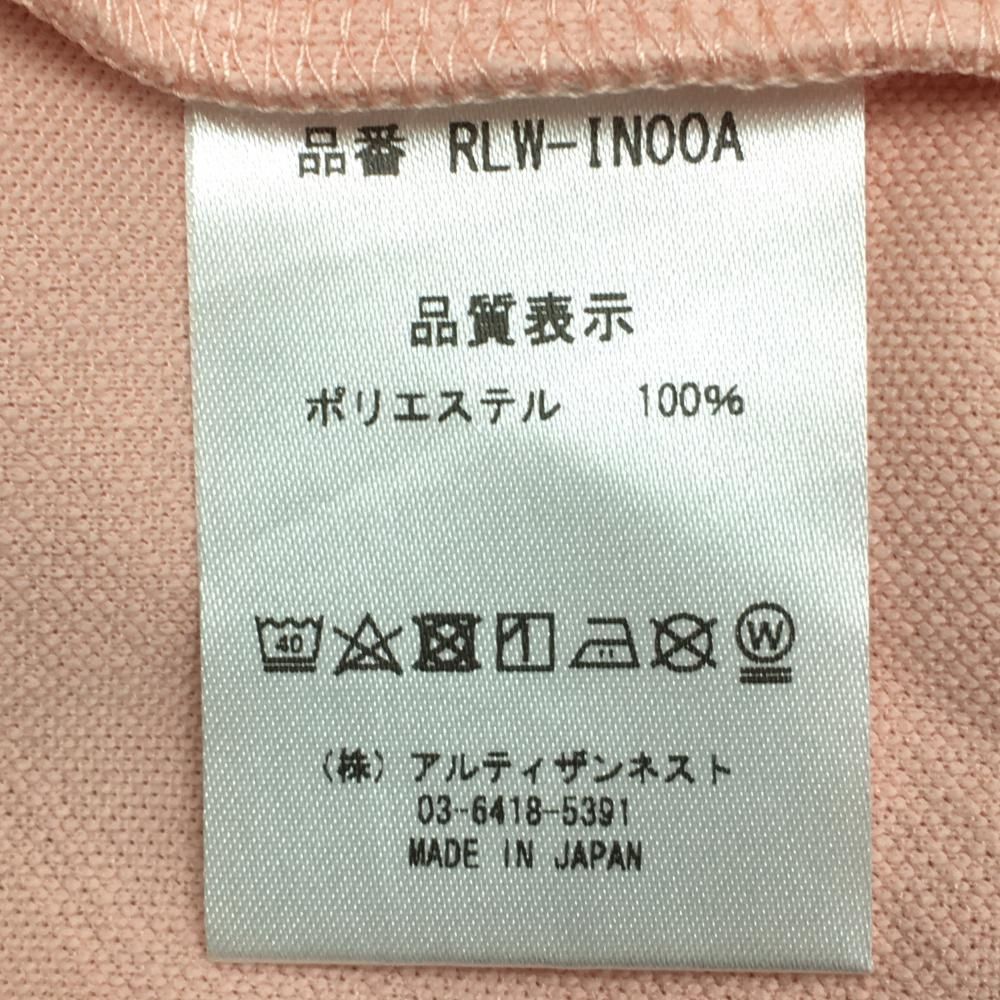 品番 RLW-IN00A
品質表示
ポリエステル 100%
40 W
(株) アルティザンネスト
03-6418-5391
MADE IN JAPAN